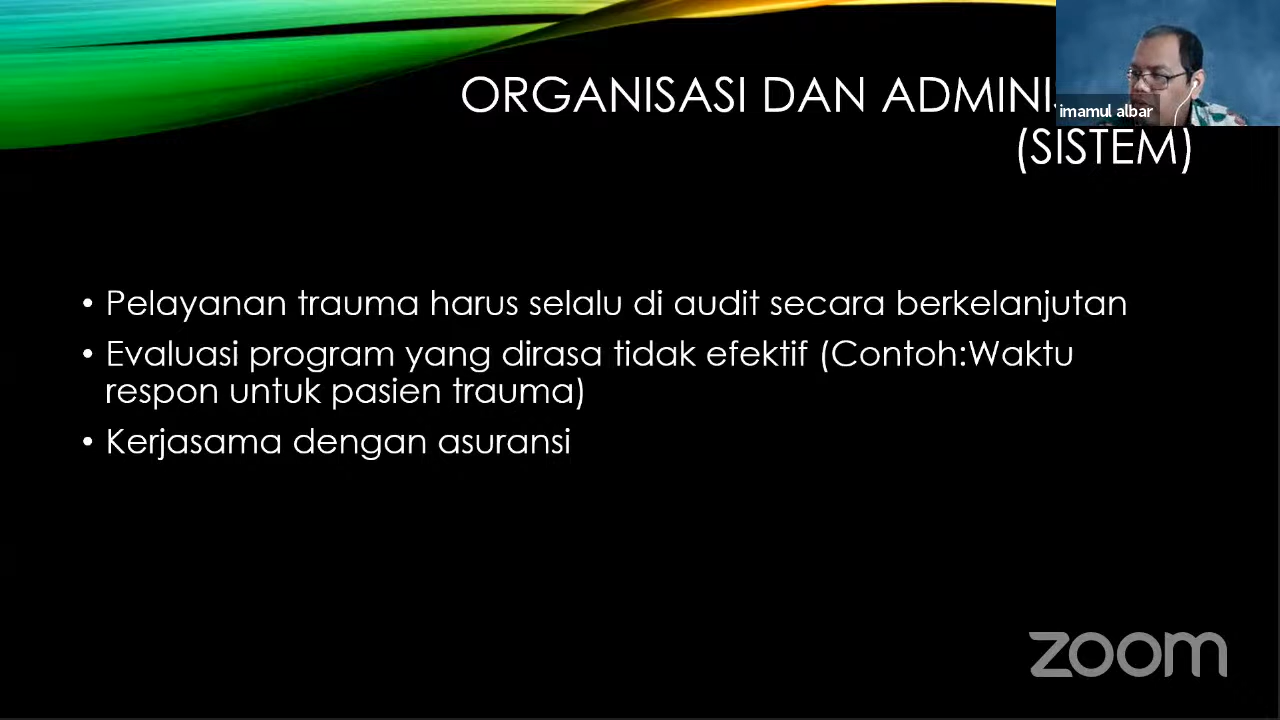 ORGANISASI DAN
(SISTEM)
imamul albar
• Pelayanan trauma harus selalu di audit secara berkelanjutan
• Evaluasi program yang dirasa tidak efektif (Contoh:Waktu
respon untuk pasien trauma)
• Kerjasama dengan asuransi
zoom